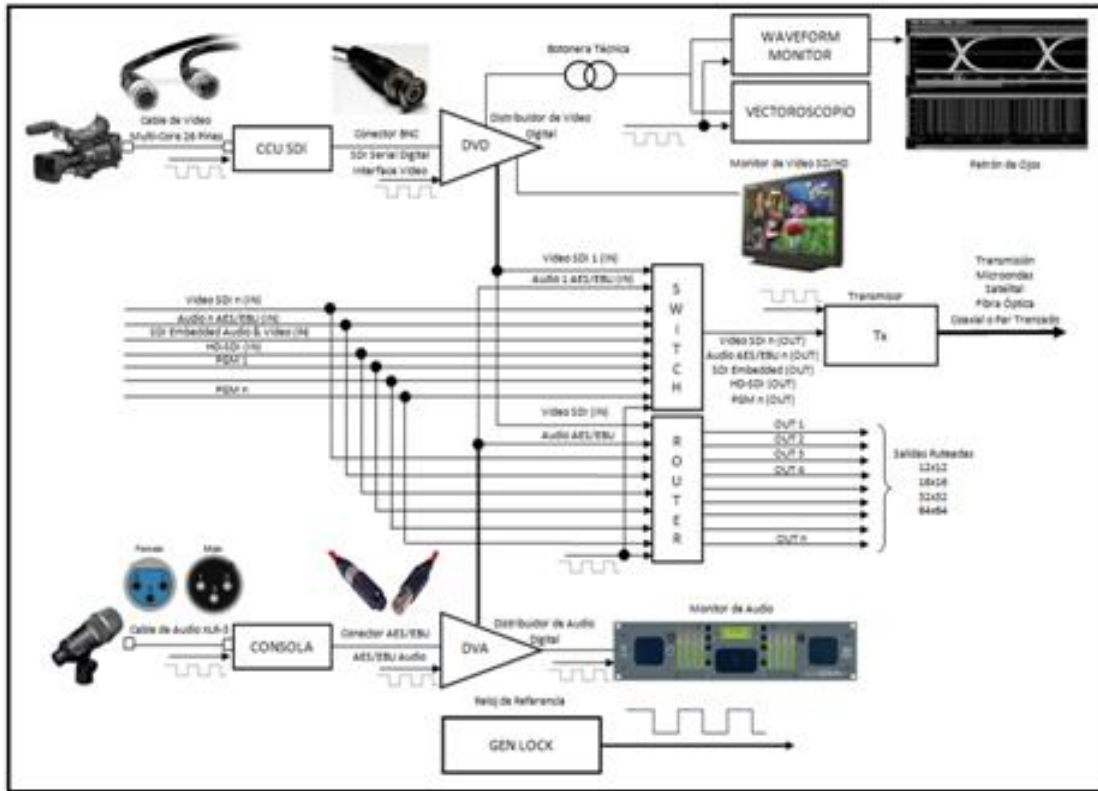 Botonera Técnica
WAVEFORM
MONITOR
VECTOROSCOPIO
Patrón de Ojos
Cable de Video
Multi-Core 26 Pines
CCU SDI
Conector BNC
SDI Serial Digital
Interface Video
DVD
Distribuidor de Video
Digital
Monitor de Video SD/HD
Video SDI 1 (IN)
Audio 1 AES/EBU (IN)
Video SDI n (IN)
Audio n AES/EBU (IN)
SDI Embedded Audio & Video (IN)
HD-SDI (IN)
PGM 1
PGM n
SWITCH
Video SDI n (OUT)
Audio AES/EBU n (OUT)
SDI Embedded (OUT)
HD-SDI (OUT)
PGM n (OUT)
Transmisor
Tx
Transmisión
Microondas
Satelital
Fibra Óptica
Coaxial o Par Trenzado
Video SDI (IN)
Audio AES/EBU
ROUTER
OUT 1
OUT 2
OUT 3
OUT 4
OUT n
Salidas Ruteadas
12x12
16x16
32x32
64x64
Cable de Audio XLR-3
CONSOLA
Conector AES/EBU
AES/EBU Audio
DVA
Distribuidor de Audio
Digital
Monitor de Audio
Reloj de Referencia
GEN LOCK